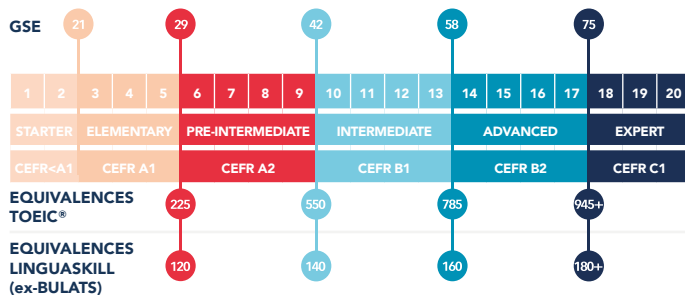 GSE 21 29 42 58 75
1 2 3 4 5 6 7 8 9 10 11 12 13 14 15 16 17 18 19 20
STARTER ELEMENTARY PRE-INTERMEDIATE INTERMEDIATE ADVANCED EXPERT
CEFR<A1 CEFR A1 CEFR A2 CEFR B1 CEFR B2 CEFR C1
EQUIVALENCES
TOEIC®
225 550 785 945+
EQUIVALENCES
LINGUASKILL
(ex-BULATS)
120 140 160 180+